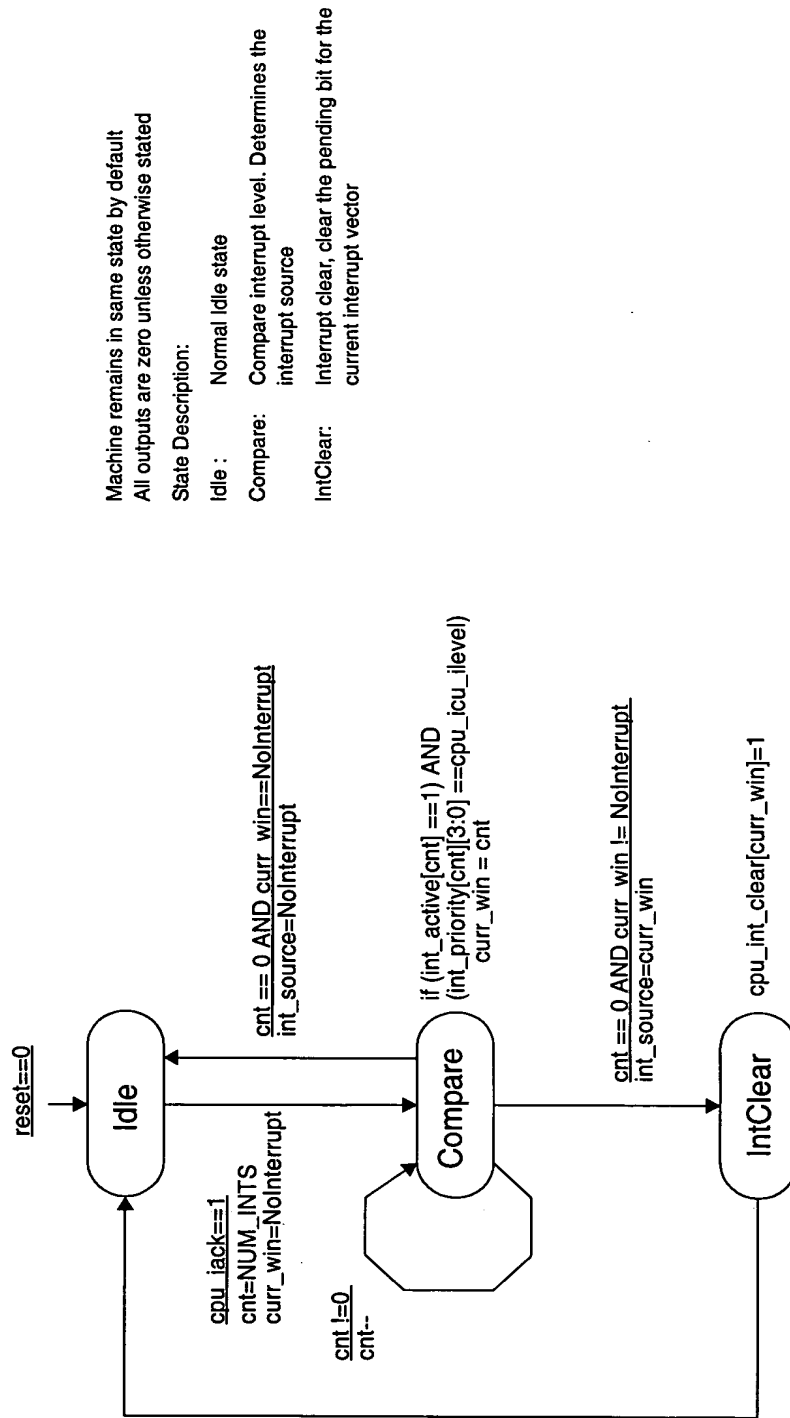 Machine remains in same state by default
All outputs are zero unless otherwise stated
State Description:
Idle : Normal Idle state
Compare: Compare interrupt level. Determines the
interrupt source
IntClear: Interrupt clear, clear the pending bit for the
current interrupt vector
reset==0
Idle
cpu_iack==1
cnt=NUM_INTS
curr_win=NoInterrupt
cnt == 0 AND curr_win==NoInterrupt
int_source=NoInterrupt
cnt !=0
cnt--
Compare
if (int_active[cnt] ==1) AND
(int_priority[cnt][3:0] ==cpu_icu_ilevel)
curr_win = cnt
cnt == 0 AND curr_win != NoInterrupt
int_source=curr_win
IntClear
cpu_int_clear[curr_win]=1